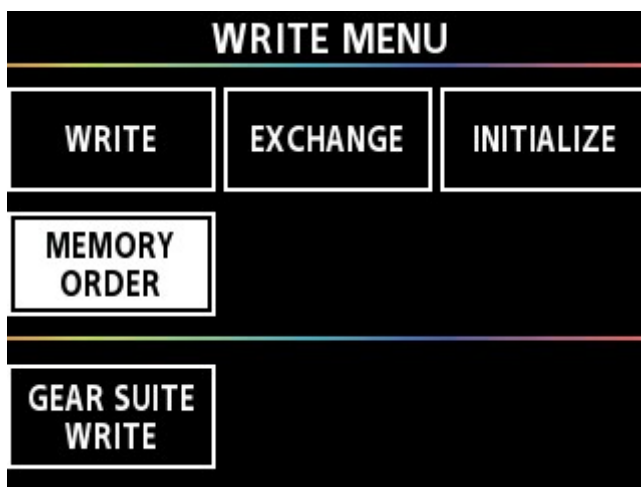 WRITE MENU
WRITE EXCHANGE INITIALIZE
MEMORY
ORDER
GEAR SUITE
WRITE